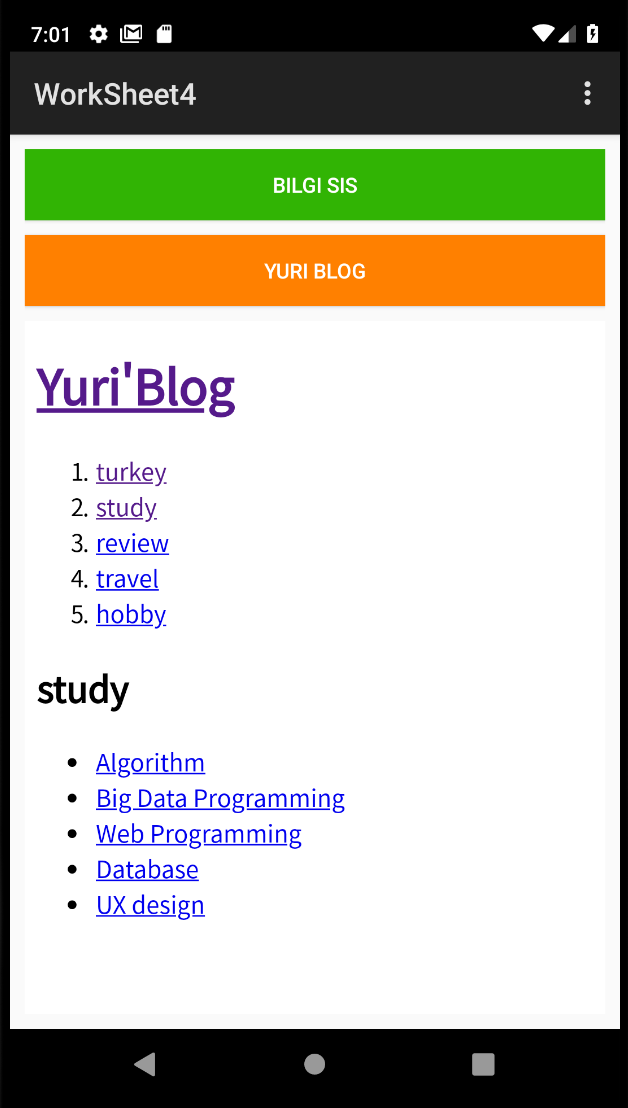 7:01
WorkSheet4
BILGI SIS
YURI BLOG
Yuri'Blog
1. turkey
2. study
3. review
4. travel
5. hobby
study
• Algorithm
• Big Data Programming
• Web Programming
• Database
• UX design